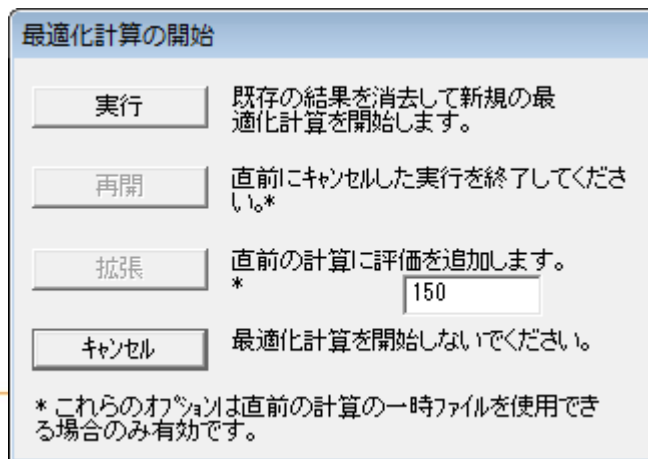 最適化計算の開始
実行
既存の結果を消去して新規の最
適化計算を開始します。
再開
直前にｷｬﾝｾﾙした実行を終了してくださ
い。*
拡張
直前の計算に評価を追加します。
*
150
ｷｬﾝｾﾙ
最適化計算を開始しないでください。
* これらのｵﾌﾟｼｮﾝは直前の計算の一時ﾌｧｲﾙを使用でき
る場合のみ有効です。